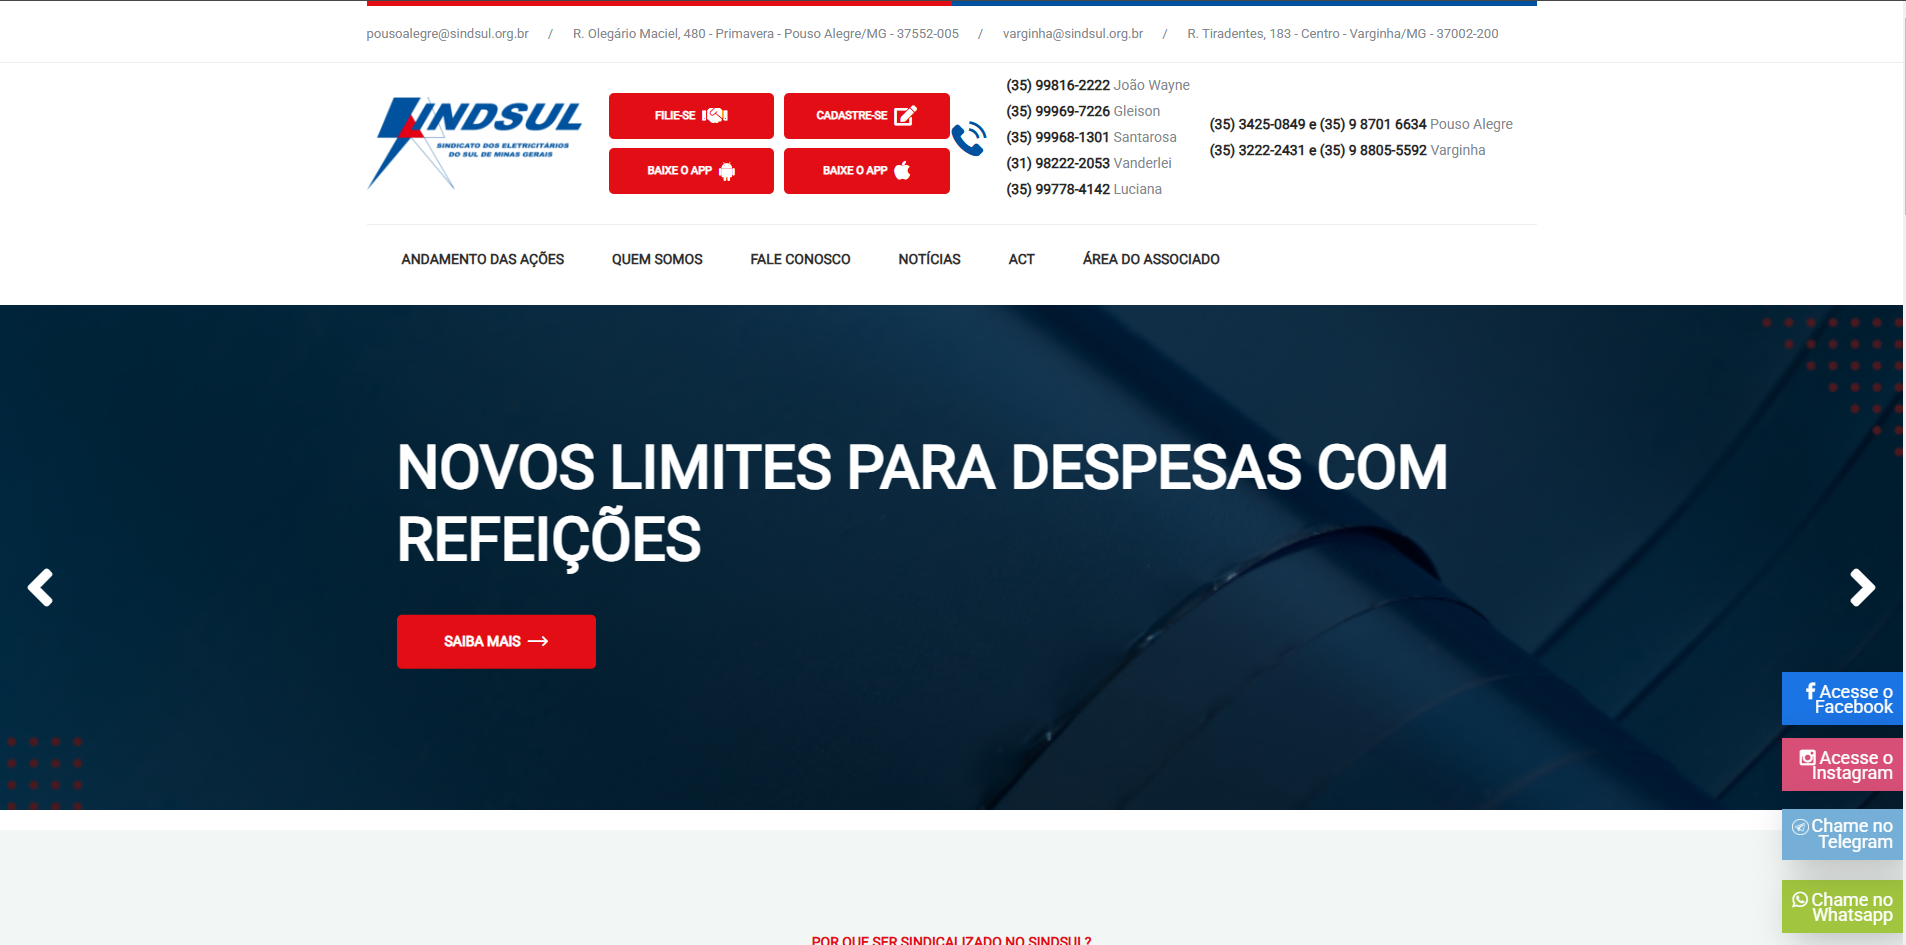 pousoalegre@sindsul.org.br / R. Olegário Maciel, 480 - Primavera - Pouso Alegre/MG - 37552-005 / varginha@sindsul.org.br / R. Tiradentes, 183 - Centro - Varginha/MG - 37002-200
SINDSUL
SINDICATO DOS ELETRICITÁRIOS
DO SUL DE MINAS GERAIS
FILIE-SE
CADASTRE-SE
BAIXE O APP
BAIXE O APP
(35) 99816-2222 João Wayne
(35) 99969-7226 Gleison
(35) 99968-1301 Santarosa
(31) 98222-2053 Vanderlei
(35) 99778-4142 Luciana
(35) 3425-0849 e (35) 9 8701 6634 Pouso Alegre
(35) 3222-2431 e (35) 9 8805-5592 Varginha
ANDAMENTO DAS AÇÕES QUEM SOMOS FALE CONOSCO NOTÍCIAS ACT ÁREA DO ASSOCIADO
NOVOS LIMITES PARA DESPESAS COM
REFEIÇÕES
SAIBA MAIS
Acesse o
Facebook
Acesse o
Instagram
Chame no
Telegram
Chame no
Whatsapp
POR QUE SER SINDICALIZADO NO SINDSUL?